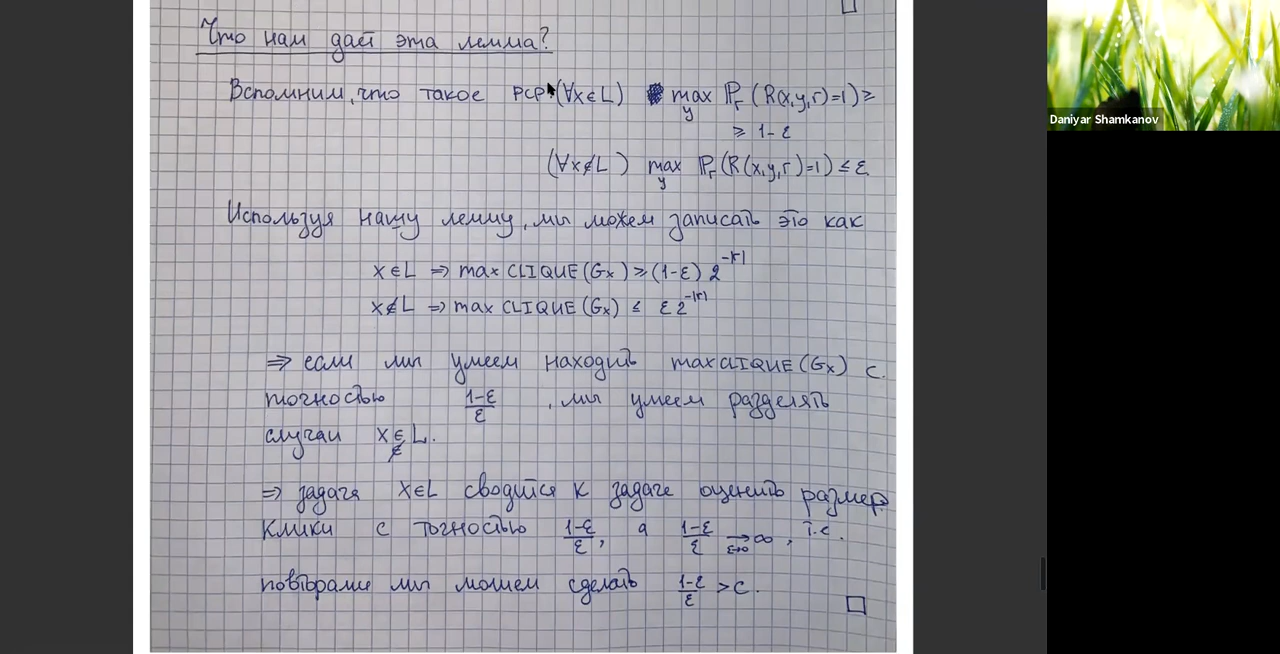 Что нам даёт эта лемма?
Вспомним, что такое PCP (∀x∈L) max_y ℙ_r (R(x,y,r)=1) ≥
≥ 1-ε
(∀x∉L) max_y ℙ_r (R(x,y,r)=1) ≤ ε
Используя нашу лемму, мы можем записать это как
x∈L ⇒ max CLIQUE(Gx) ≥ (1-ε) 2^{-|r|}
x∉L ⇒ max CLIQUE(Gx) ≤ ε 2^{-|r|}
⇒ если мы умеем находить max CLIQUE(Gx) с
точностью (1-ε)/ε, мы умеем разделять
случаи x ∈ L.
∉
⇒ задача x∈L сводится к задаче оценить размер
клики с точностью (1-ε)/ε, а (1-ε)/ε →_{ε→0} ∞, т.е.
повторами мы можем сделать (1-ε)/ε > c.
□
Daniyar Shamkanov